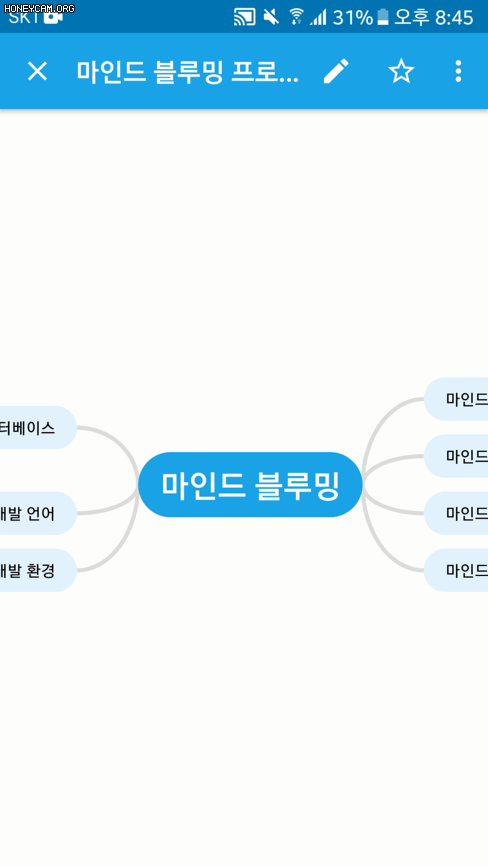 HONEYCAM.ORG
SKT 31% 오후 8:45
마인드 블루밍 프로...
마인드
터베이스
마인드
마인드 블루밍
개발 언어
마인드
개발 환경
마인드